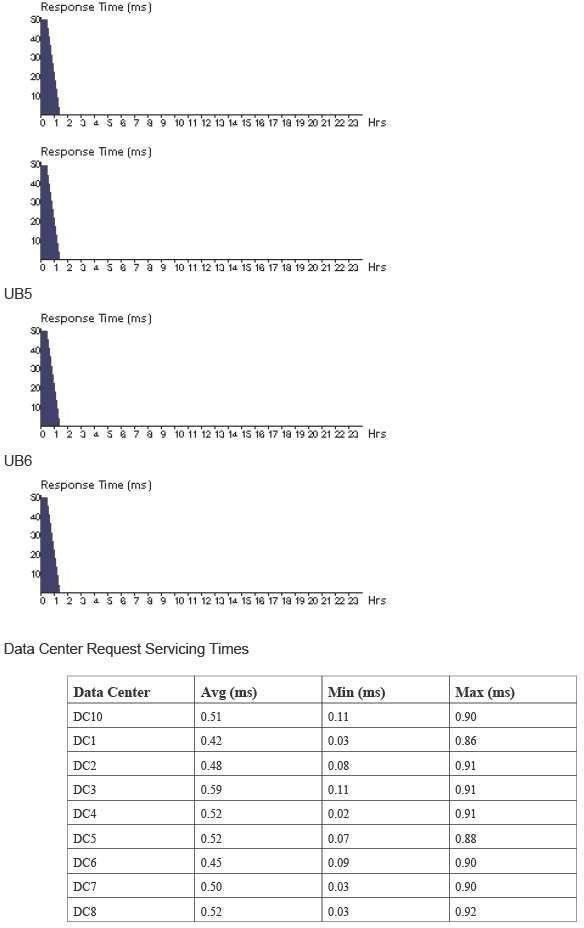 Response Time (ms)
50
40
30
20
10
0 1 2 3 4 5 6 7 8 9 10 11 12 13 14 15 16 17 18 19 20 21 22 23 Hrs
Response Time (ms)
50
40
30
20
10
0 1 2 3 4 5 6 7 8 9 10 11 12 13 14 15 16 17 18 19 20 21 22 23 Hrs
UB5
Response Time (ms)
50
40
30
20
10
0 1 2 3 4 5 6 7 8 9 10 11 12 13 14 15 16 17 18 19 20 21 22 23 Hrs
UB6
Response Time (ms)
50
40
30
20
10
0 1 2 3 4 5 6 7 8 9 10 11 12 13 14 15 16 17 18 19 20 21 22 23 Hrs
Data Center Request Servicing Times
Data Center Avg (ms) Min (ms) Max (ms)
DC10 0.51 0.11 0.90
DC1 0.42 0.03 0.86
DC2 0.48 0.08 0.91
DC3 0.59 0.11 0.91
DC4 0.52 0.02 0.91
DC5 0.52 0.07 0.88
DC6 0.45 0.09 0.90
DC7 0.50 0.03 0.90
DC8 0.52 0.03 0.92